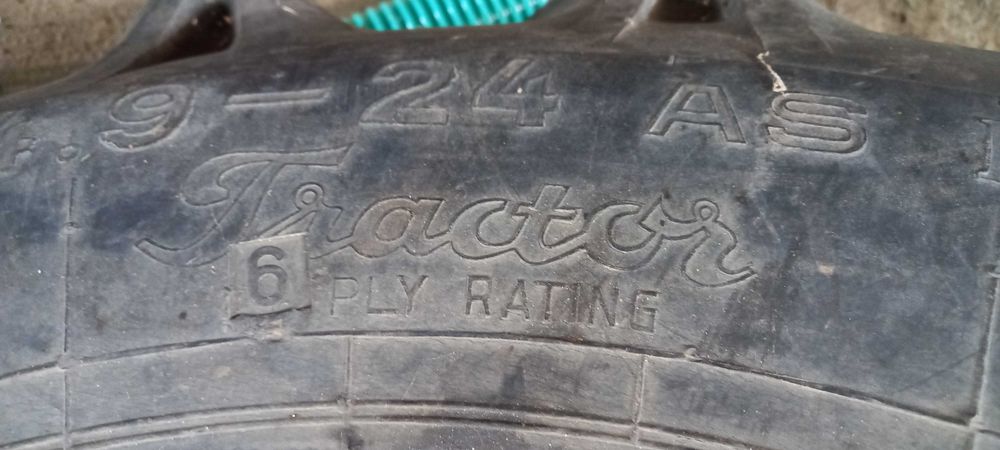 9-24 AS
Tractor
6 PLY RATING